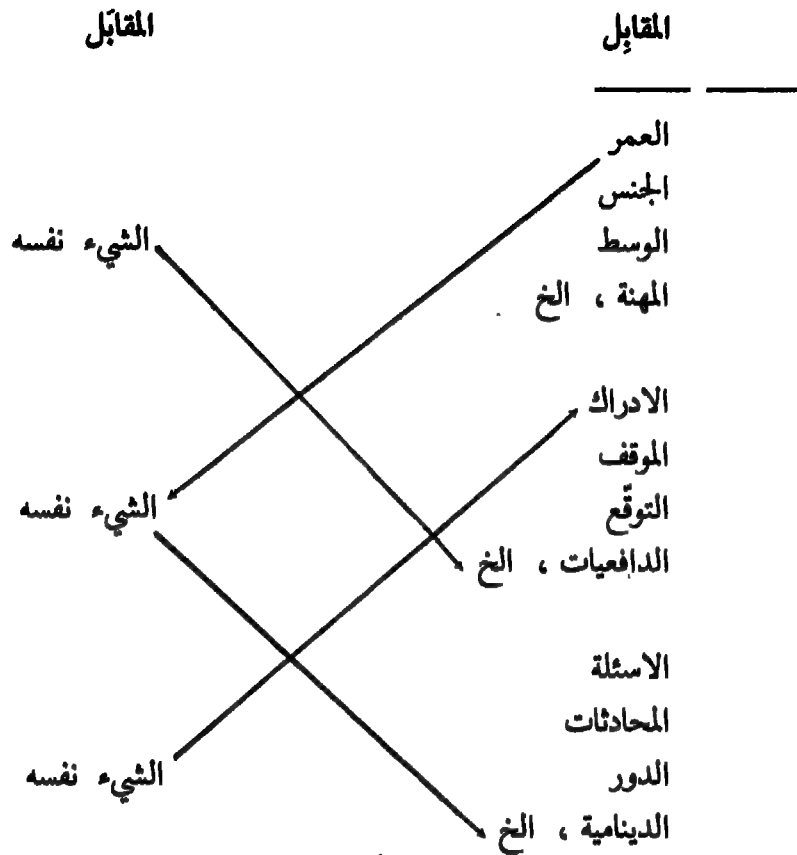 المقابِل المقابَل
العمر
الجنس
الوسط الشيء نفسه
المهنة ، الخ
الادراك
الموقف
التوقّع الشيء نفسه
الدافعيات ، الخ
الاسئلة
المحادثات
الدور الشيء نفسه
الدينامية ، الخ